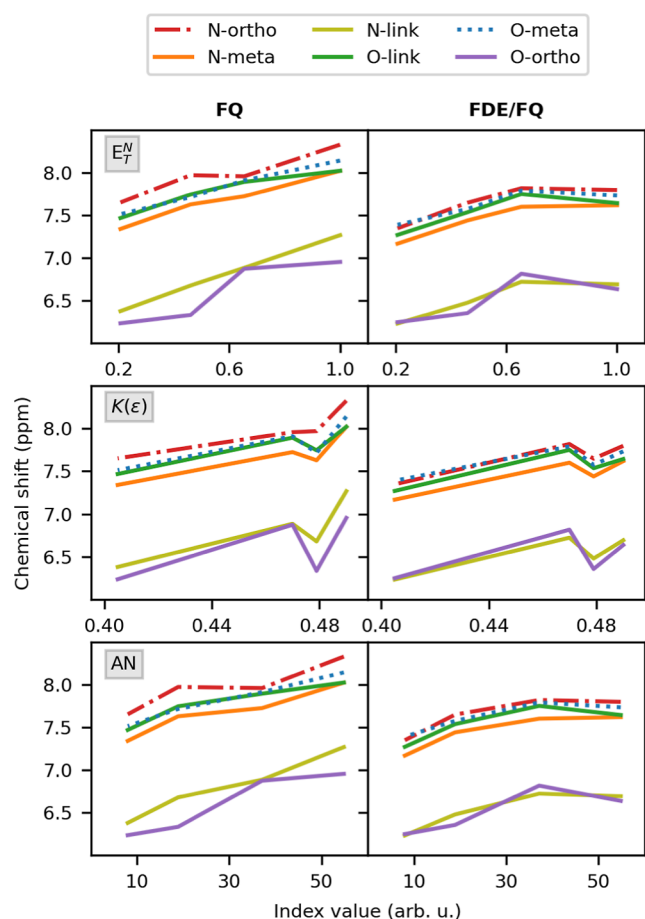 N-ortho N-link O-meta
N-meta O-link O-ortho
FQ FDE/FQ
E_T^N
8.0
7.5
7.0
6.5
0.2 0.6 1.0 0.2 0.6 1.0
K(ε)
8.0
7.5
7.0
6.5
0.40 0.44 0.48 0.40 0.44 0.48
Chemical shift (ppm)
AN
8.0
7.5
7.0
6.5
10 30 50 10 30 50
Index value (arb. u.)